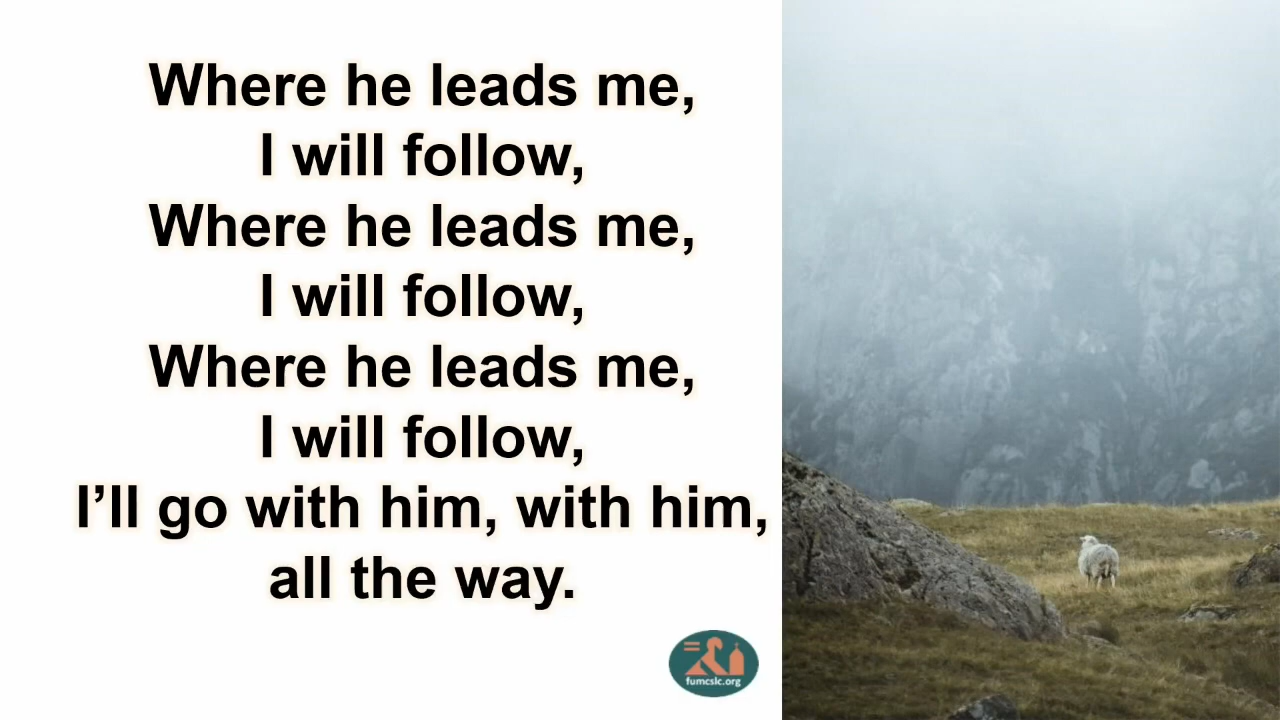 Where he leads me,
I will follow,
Where he leads me,
I will follow,
Where he leads me,
I will follow,
I’ll go with him, with him,
all the way.
fumcslc.org